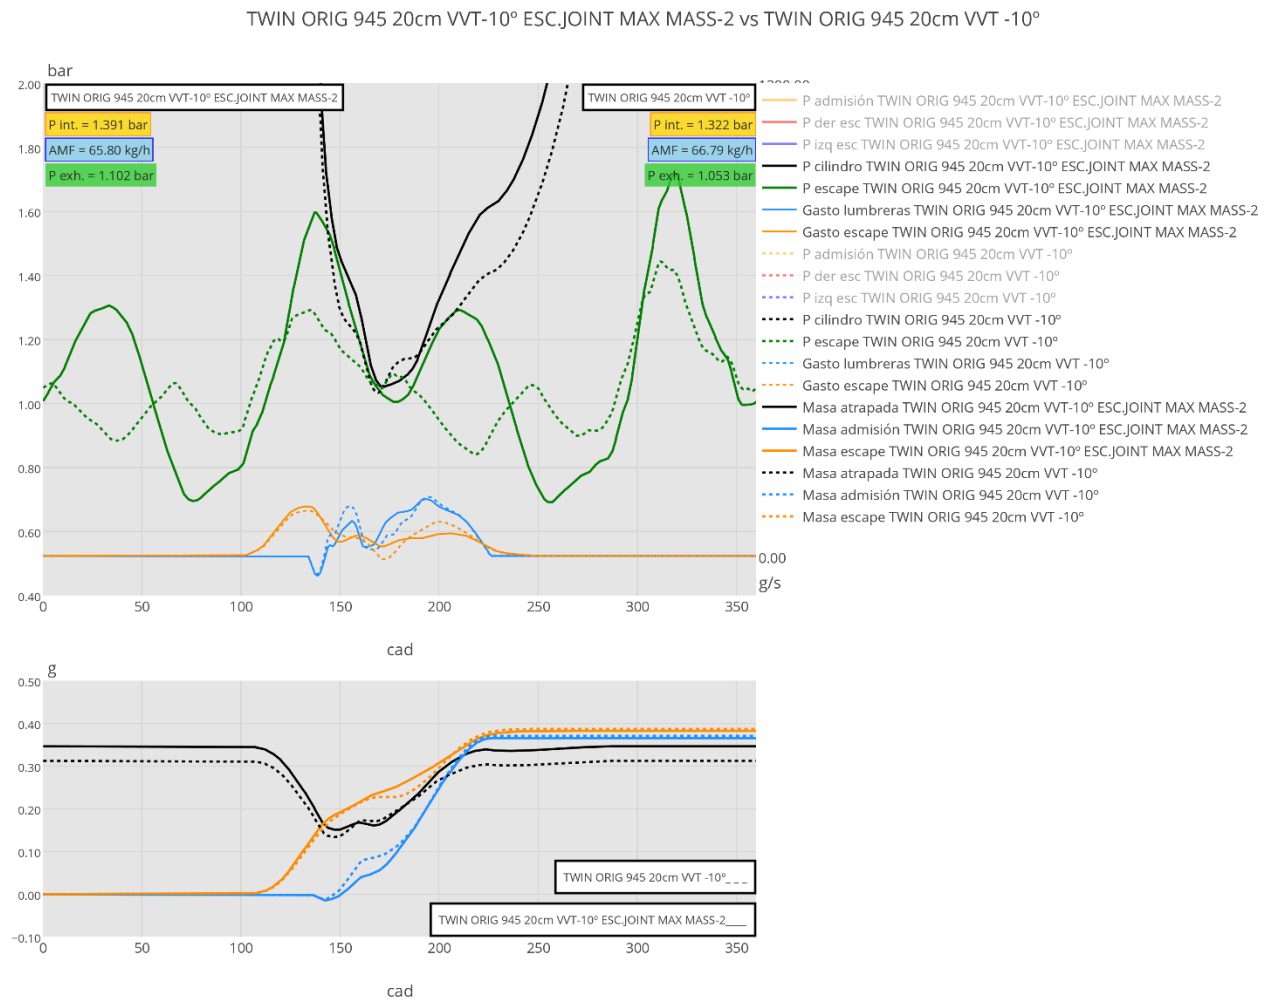 TWIN ORIG 945 20cm VVT-10º ESC.JOINT MAX MASS-2 vs TWIN ORIG 945 20cm VVT -10º
bar
2.00
1.80
1.60
1.40
1.20
1.00
0.80
0.60
0.40
TWIN ORIG 945 20cm VVT-10º ESC.JOINT MAX MASS-2
P int. = 1.391 bar
AMF = 65.80 kg/h
P exh. = 1.102 bar
TWIN ORIG 945 20cm VVT -10º
P int. = 1.322 bar
AMF = 66.79 kg/h
P exh. = 1.053 bar
0 50 100 150 200 250 300 350
cad
0.00
g/s
P admisión TWIN ORIG 945 20cm VVT-10º ESC.JOINT MAX MASS-2
P der esc TWIN ORIG 945 20cm VVT-10º ESC.JOINT MAX MASS-2
P izq esc TWIN ORIG 945 20cm VVT-10º ESC.JOINT MAX MASS-2
P cilindro TWIN ORIG 945 20cm VVT-10º ESC.JOINT MAX MASS-2
P escape TWIN ORIG 945 20cm VVT-10º ESC.JOINT MAX MASS-2
Gasto lumbreras TWIN ORIG 945 20cm VVT-10º ESC.JOINT MAX MASS-2
Gasto escape TWIN ORIG 945 20cm VVT-10º ESC.JOINT MAX MASS-2
P admisión TWIN ORIG 945 20cm VVT -10º
P der esc TWIN ORIG 945 20cm VVT -10º
P izq esc TWIN ORIG 945 20cm VVT -10º
P cilindro TWIN ORIG 945 20cm VVT -10º
P escape TWIN ORIG 945 20cm VVT -10º
Gasto lumbreras TWIN ORIG 945 20cm VVT -10º
Gasto escape TWIN ORIG 945 20cm VVT -10º
Masa atrapada TWIN ORIG 945 20cm VVT-10º ESC.JOINT MAX MASS-2
Masa admisión TWIN ORIG 945 20cm VVT-10º ESC.JOINT MAX MASS-2
Masa escape TWIN ORIG 945 20cm VVT-10º ESC.JOINT MAX MASS-2
Masa atrapada TWIN ORIG 945 20cm VVT -10º
Masa admisión TWIN ORIG 945 20cm VVT -10º
Masa escape TWIN ORIG 945 20cm VVT -10º
g
0.50
0.40
0.30
0.20
0.10
0.00
−0.10
TWIN ORIG 945 20cm VVT -10º_ _ _
TWIN ORIG 945 20cm VVT-10º ESC.JOINT MAX MASS-2____
0 50 100 150 200 250 300 350
cad